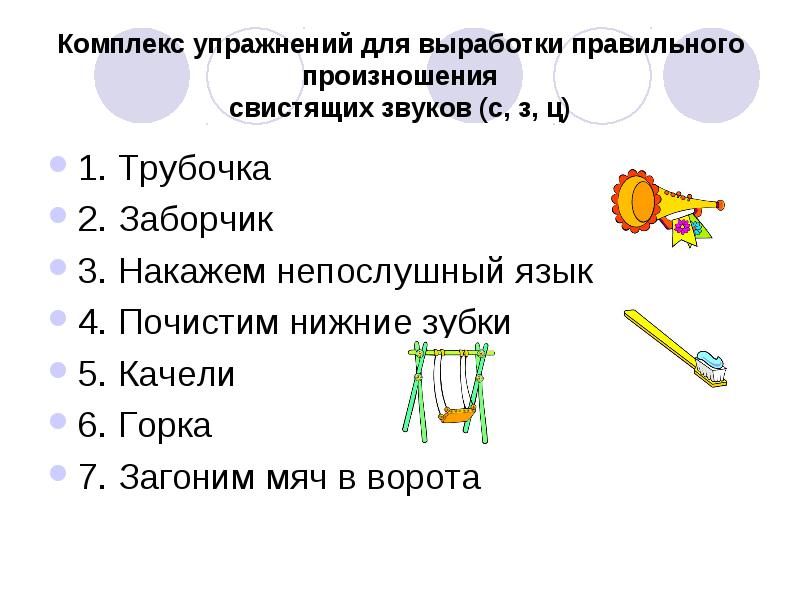 Комплекс упражнений для выработки правильного
произношения
свистящих звуков (с, з, ц)
1. Трубочка
2. Заборчик
3. Накажем непослушный язык
4. Почистим нижние зубки
5. Качели
6. Горка
7. Загоним мяч в ворота